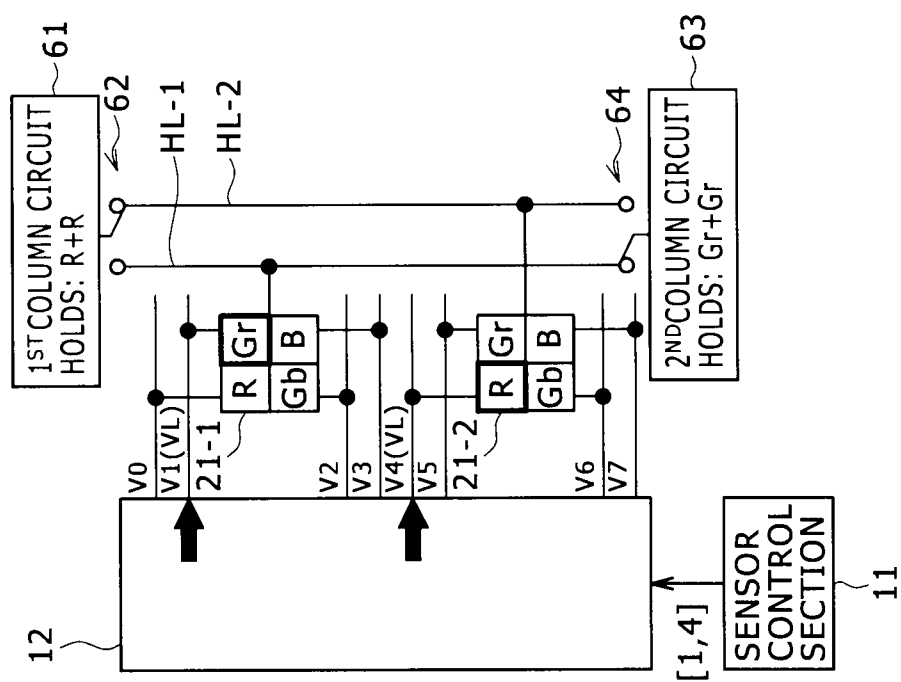 1ST COLUMN CIRCUIT
HOLDS: R+R
61
62
HL-1
HL-2
V0
V1(VL)
21-1
R
Gr
Gb
B
V2
V3
V4(VL)
V5
21-2
R
Gr
Gb
B
V6
V7
64
2ND COLUMN CIRCUIT
HOLDS: Gr+Gr
63
12
[1,4]
SENSOR
CONTROL
SECTION
11